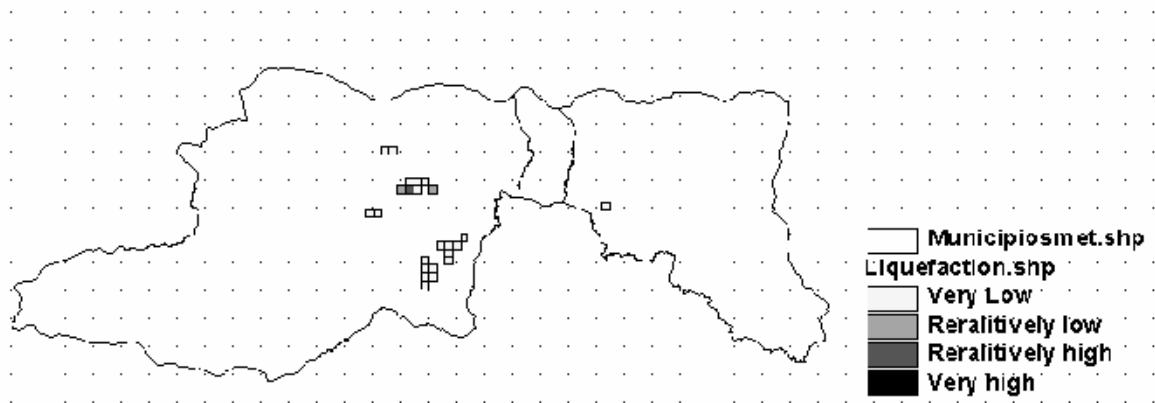 Municipiosmet.shp
Liquefaction.shp
Very Low
Reralitively low
Reralitively high
Very high